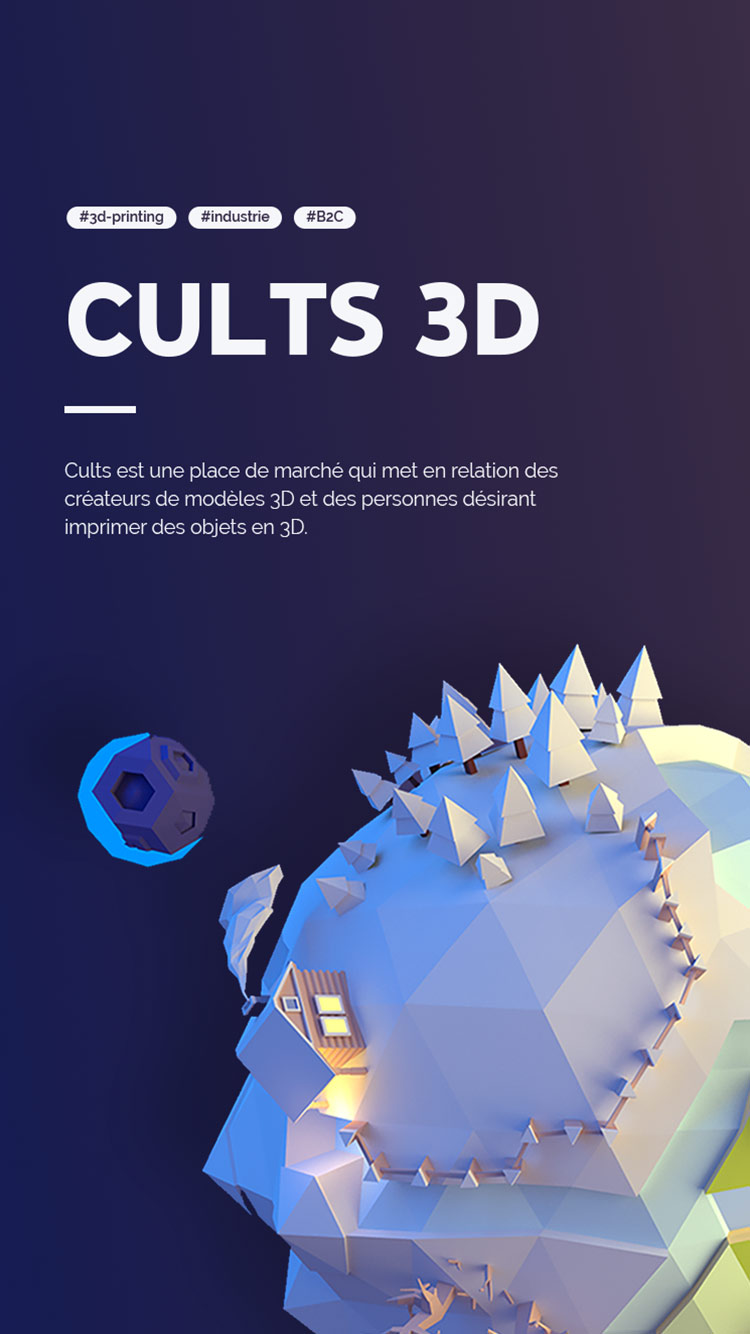 #3d-printing #industrie #B2C
CULTS 3D
Cults est une place de marché qui met en relation des
créateurs de modèles 3D et des personnes désirant
imprimer des objets en 3D.